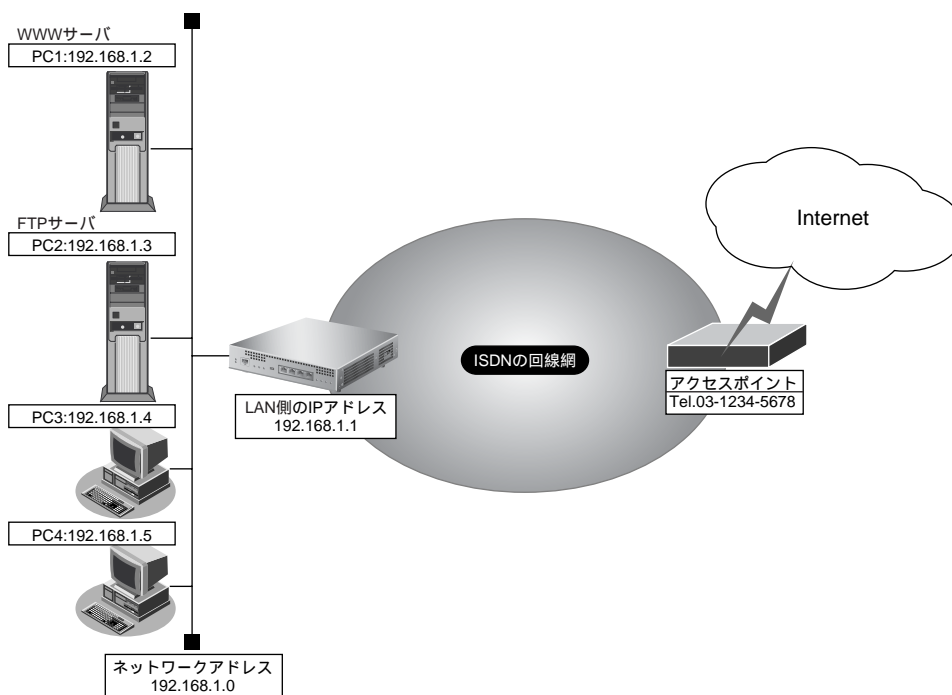 WWWサーバ
PC1:192.168.1.2
FTPサーバ
PC2:192.168.1.3
PC3:192.168.1.4
PC4:192.168.1.5
ネットワークアドレス
192.168.1.0
LAN側のIPアドレス
192.168.1.1
ISDNの回線網
Internet
アクセスポイント
Tel.03-1234-5678